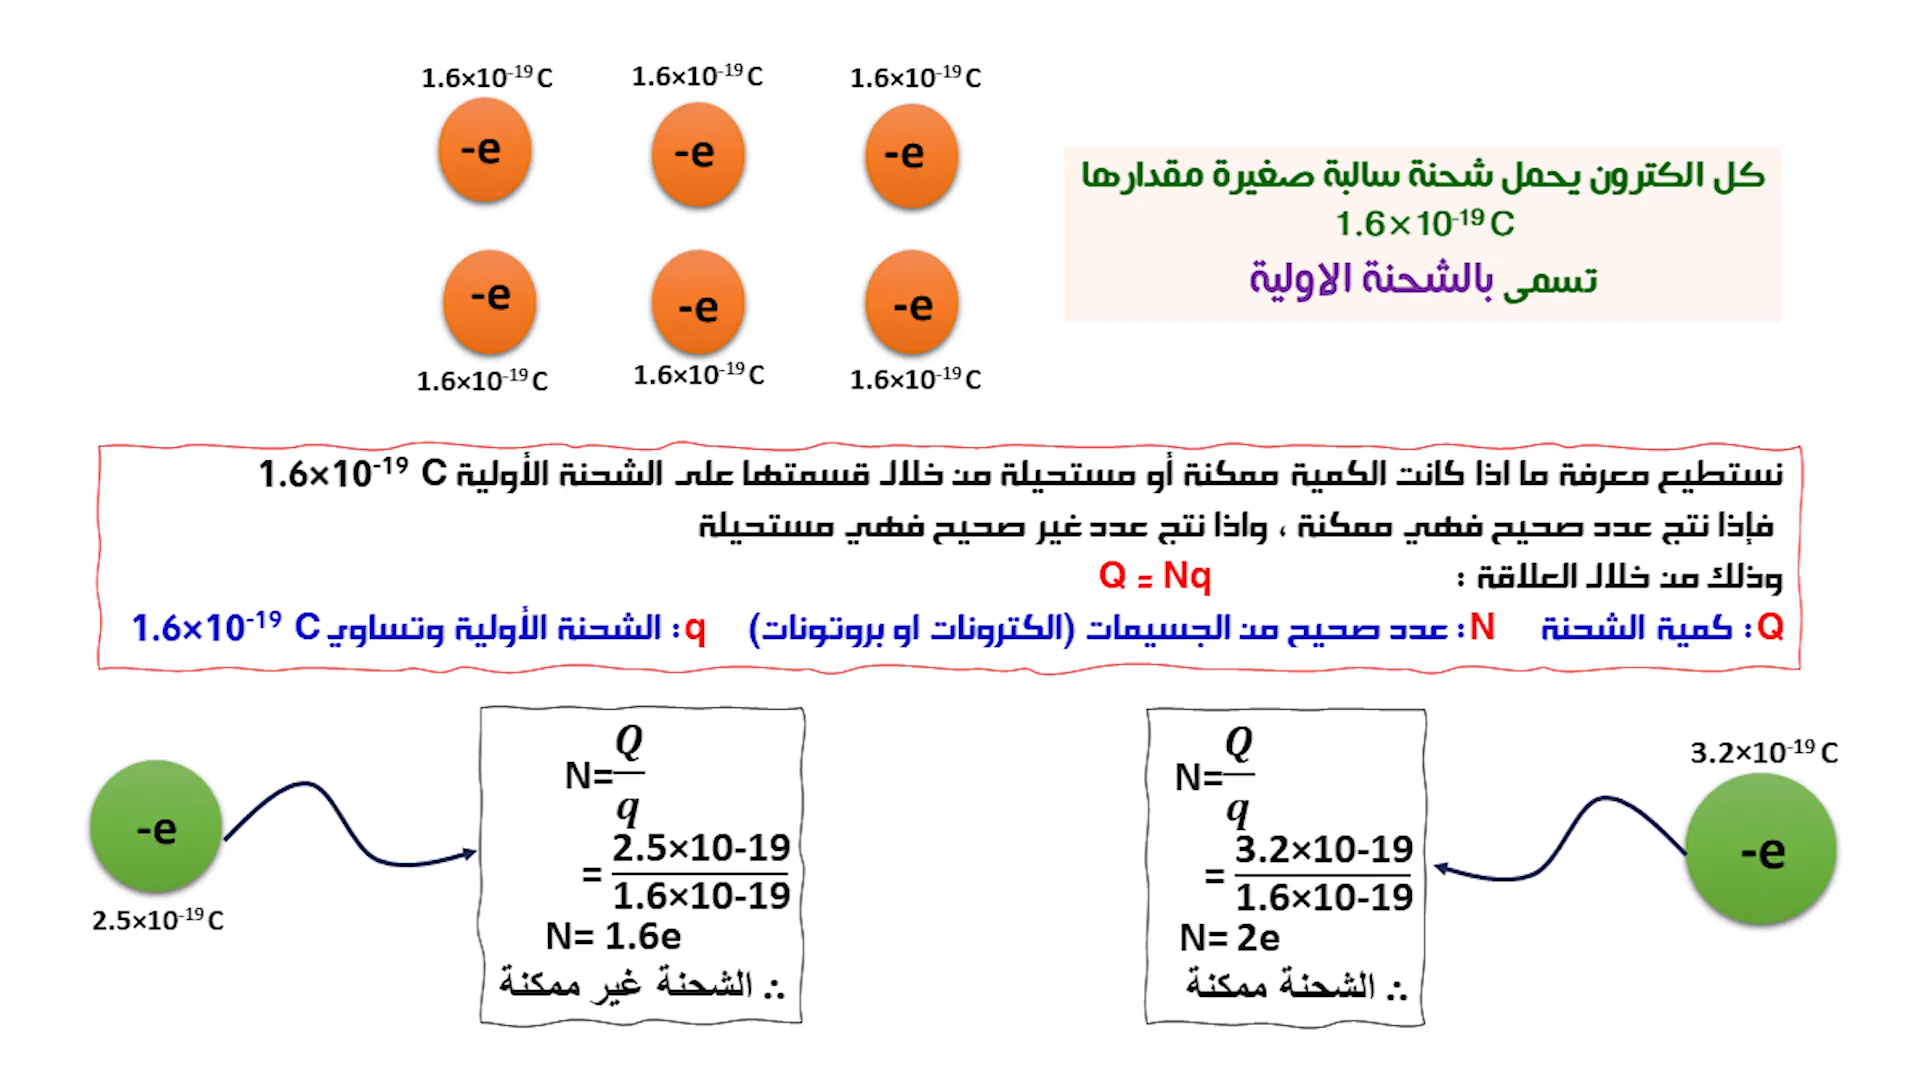 1.6×10⁻¹⁹ C 1.6×10⁻¹⁹ C 1.6×10⁻¹⁹ C
-e -e -e
-e -e -e
1.6×10⁻¹⁹ C 1.6×10⁻¹⁹ C 1.6×10⁻¹⁹ C
كل الكترون يحمل شحنة سالبة صغيرة مقدارها
1.6×10⁻¹⁹ C
تسمى بالشحنة الاولية
نستطيع معرفة ما اذا كانت الكمية ممكنة أو مستحيلة من خلال قسمتها على الشحنة الأولية 1.6×10⁻¹⁹ C
فإذا نتج عدد صحيح فهي ممكنة ، واذا نتج عدد غير صحيح فهي مستحيلة
وذلك من خلال العلاقة : Q = Nq
Q: كمية الشحنة N: عدد صحيح من الجسيمات (الكترونات او بروتونات) q: الشحنة الأولية وتساوي 1.6×10⁻¹⁹ C
3.2×10⁻¹⁹ C
-e
N=Q/q
= 3.2×10-19/1.6×10-19
N= 2e
∴ الشحنة ممكنة
-e
2.5×10⁻¹⁹ C
N=Q/q
= 2.5×10-19/1.6×10-19
N= 1.6e
∴ الشحنة غير ممكنة